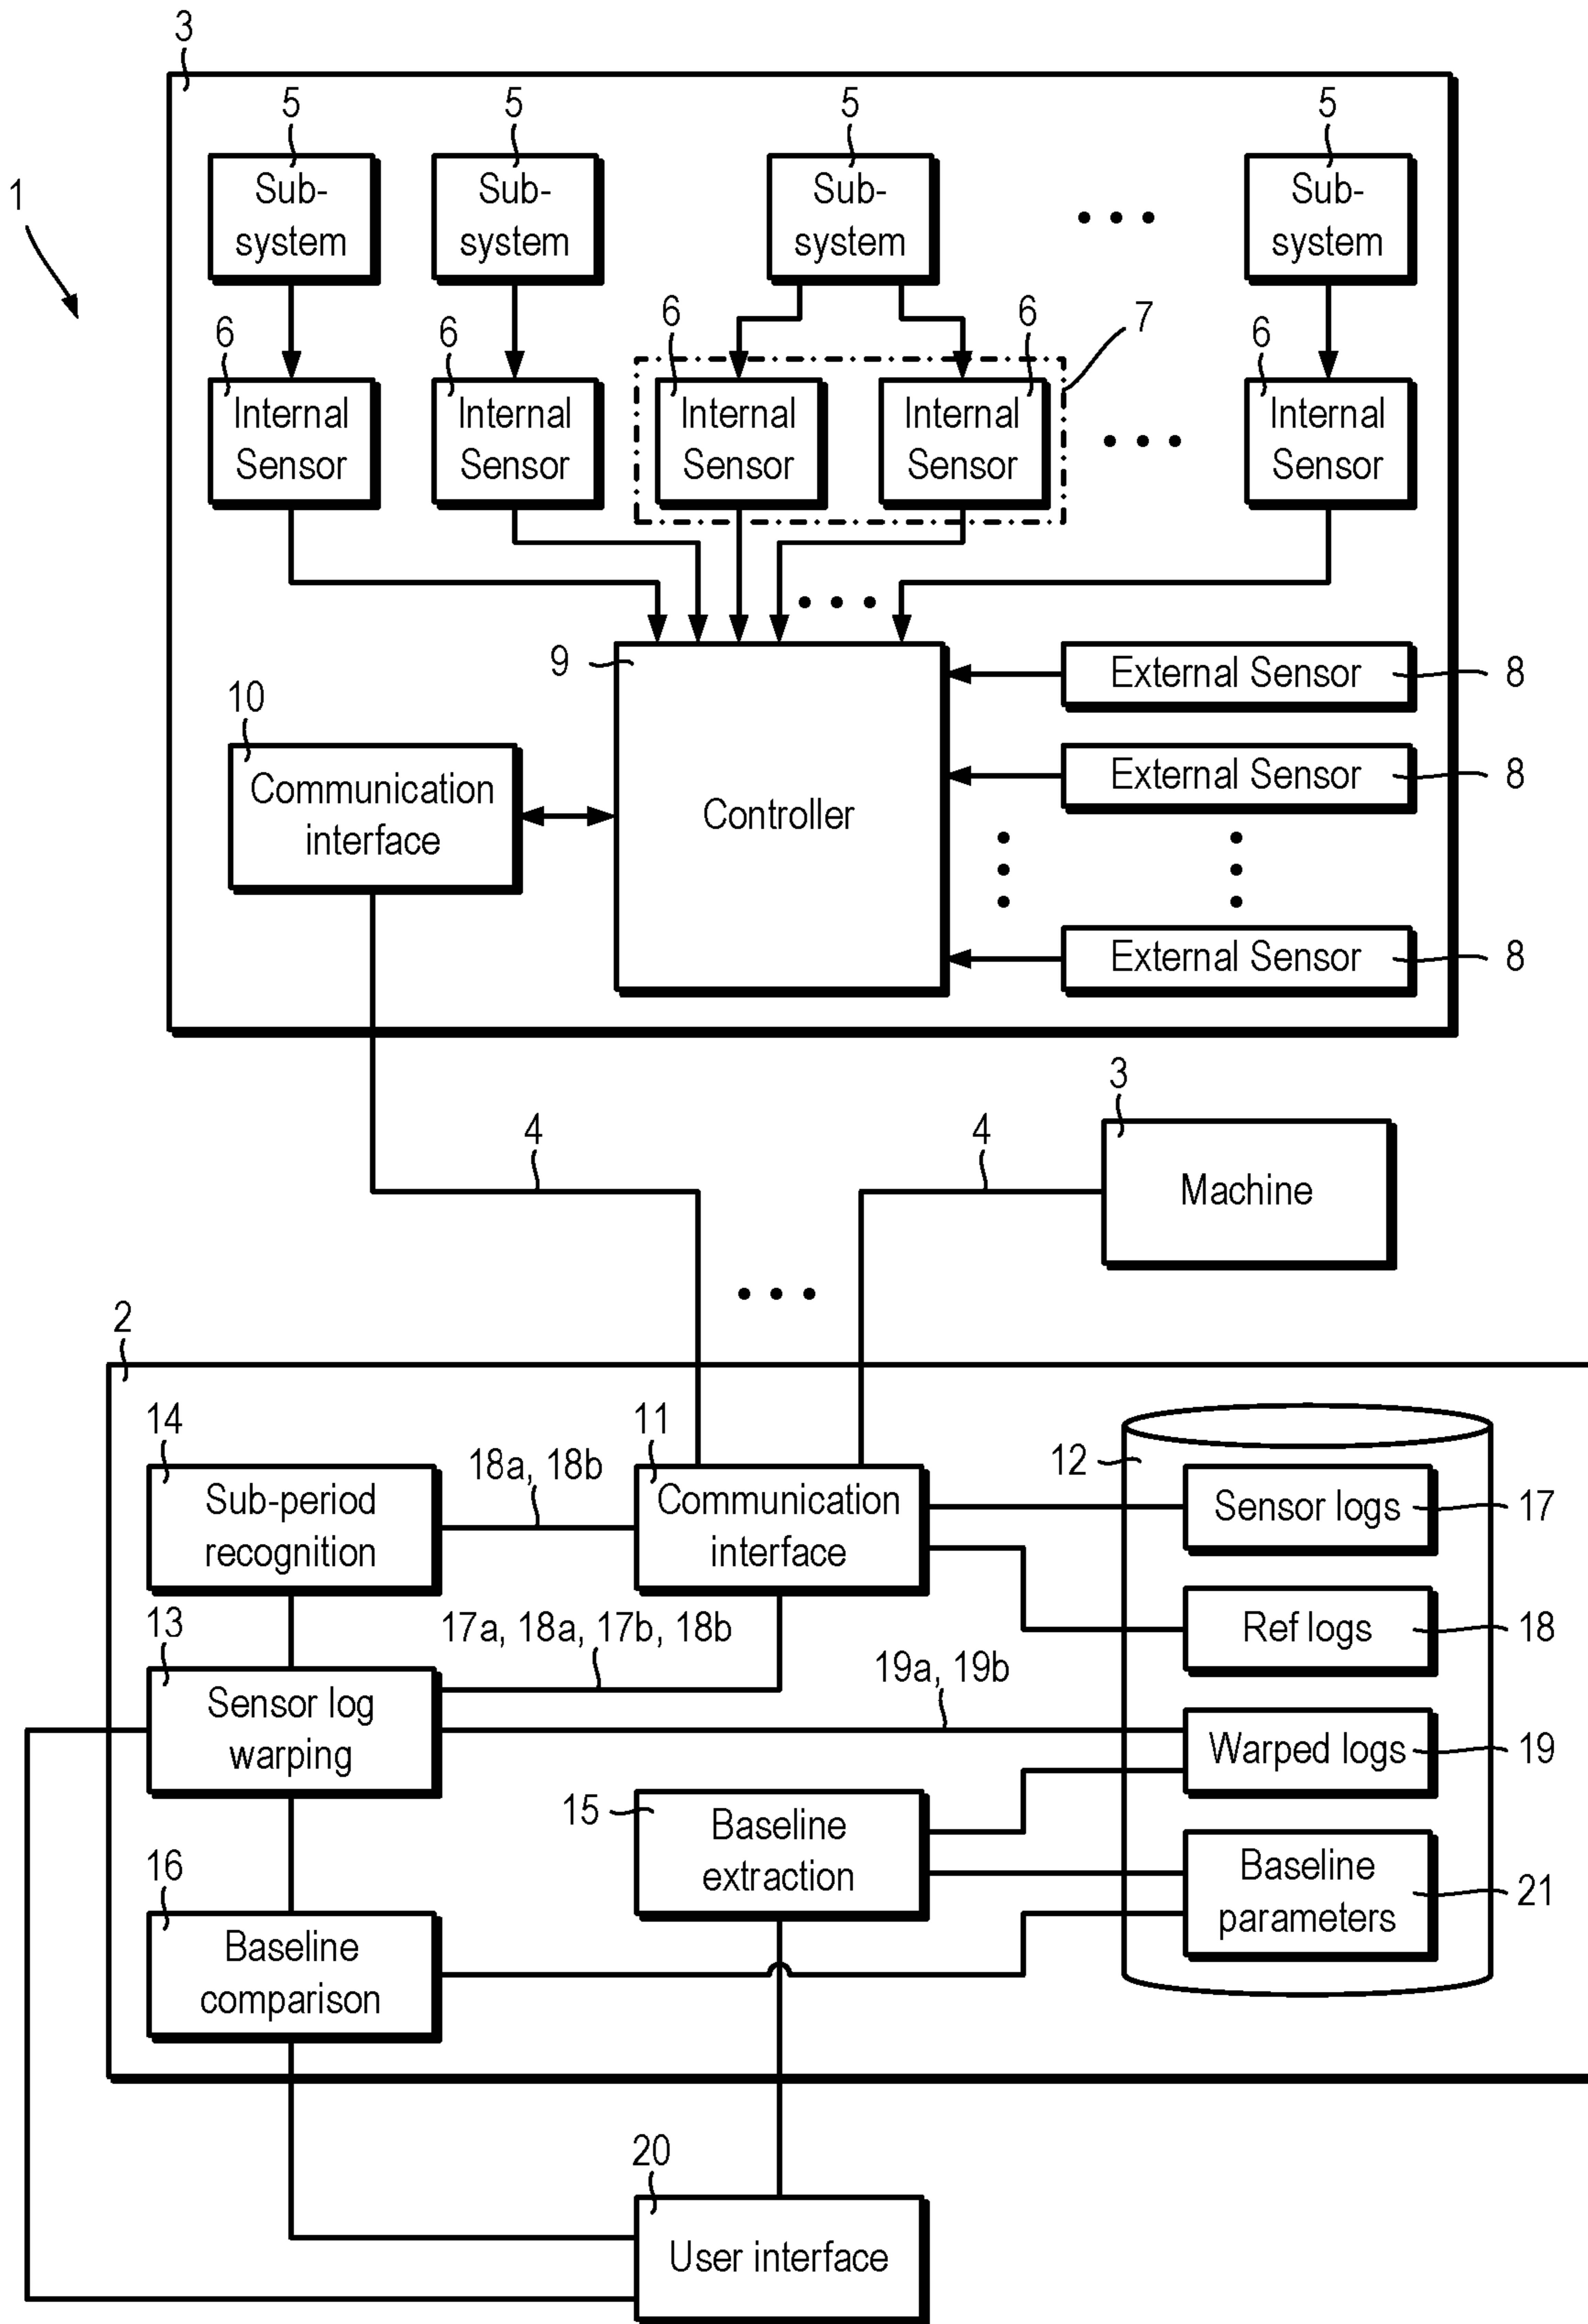 3
5
5
5
5
1
Sub-
system
Sub-
system
Sub-
system
Sub-
system
6
6
6
6
7
6
Internal
Sensor
Internal
Sensor
Internal
Sensor
Internal
Sensor
Internal
Sensor
9
External Sensor
8
10
Communication
interface
Controller
External Sensor
8
External Sensor
8
3
4
4
Machine
2
14
11
18a, 18b
12
Sub-period
recognition
Communication
interface
Sensor logs
17
13
17a, 18a, 17b, 18b
Ref logs
18
19a, 19b
Sensor log
warping
Warped logs
19
15
Baseline
extraction
16
Baseline
parameters
21
Baseline
comparison
20
User interface